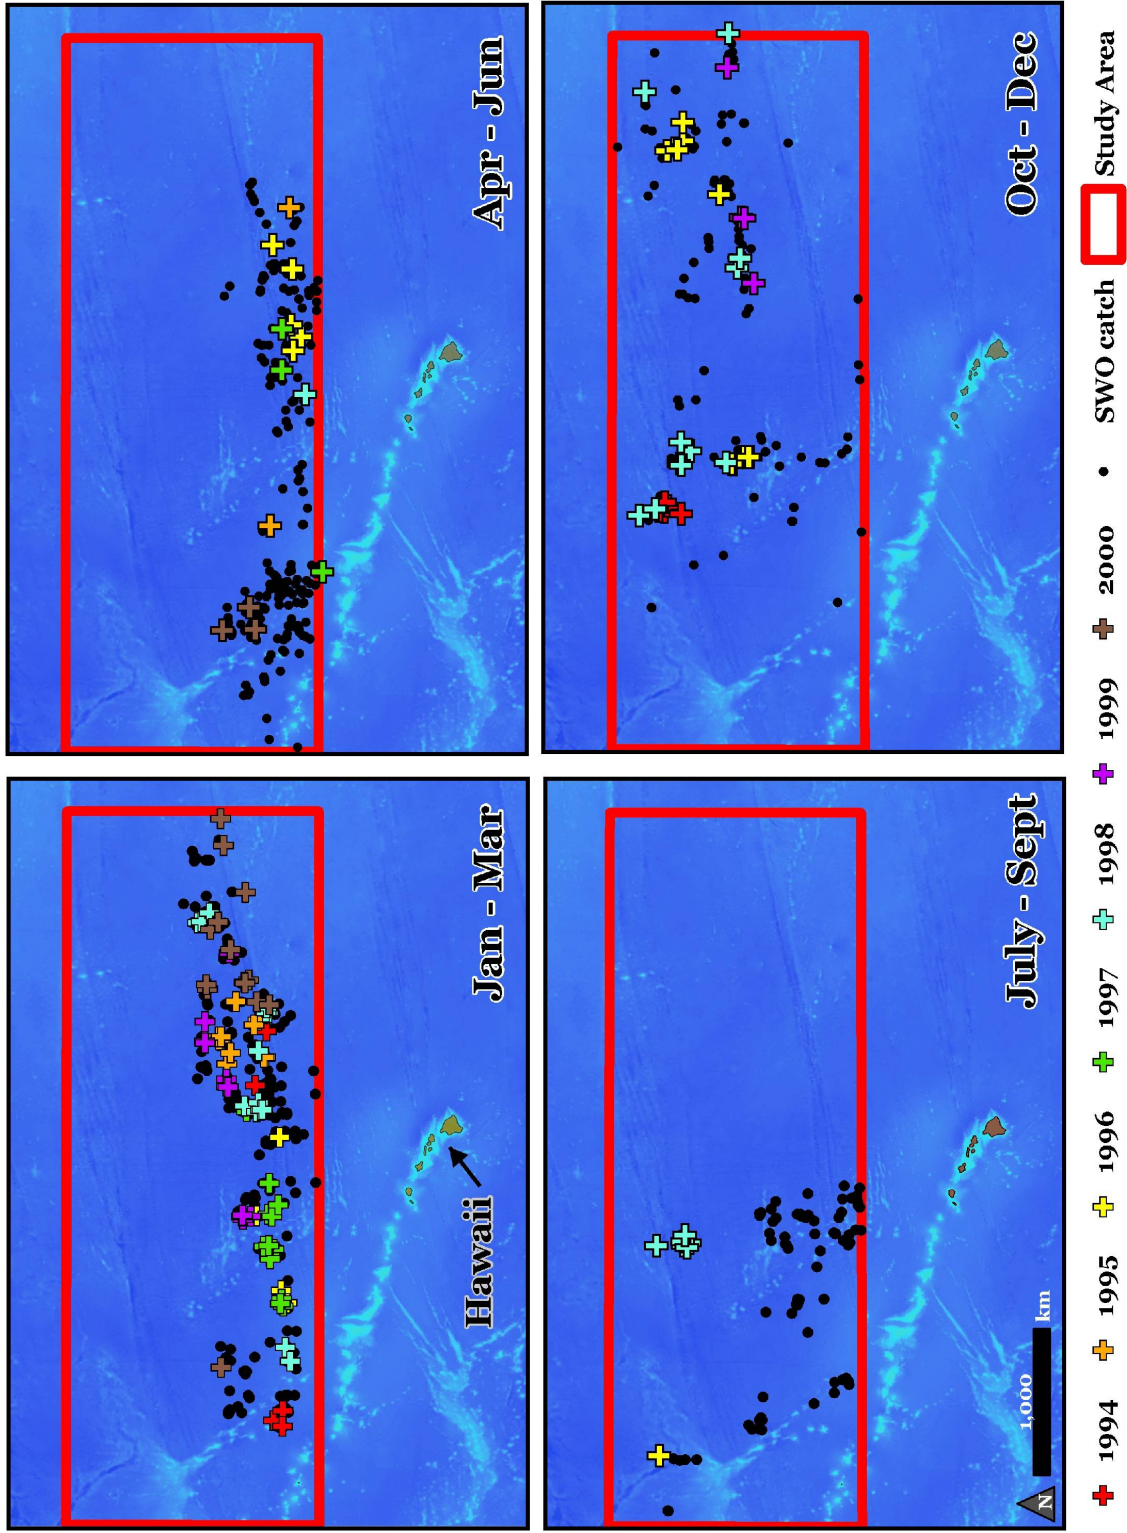 Jan - Mar
Hawaii
Apr - Jun
July - Sept
1,000
km
N
Oct - Dec
1994 1995 1996 1997 1998 1999 2000 SWO catch Study Area